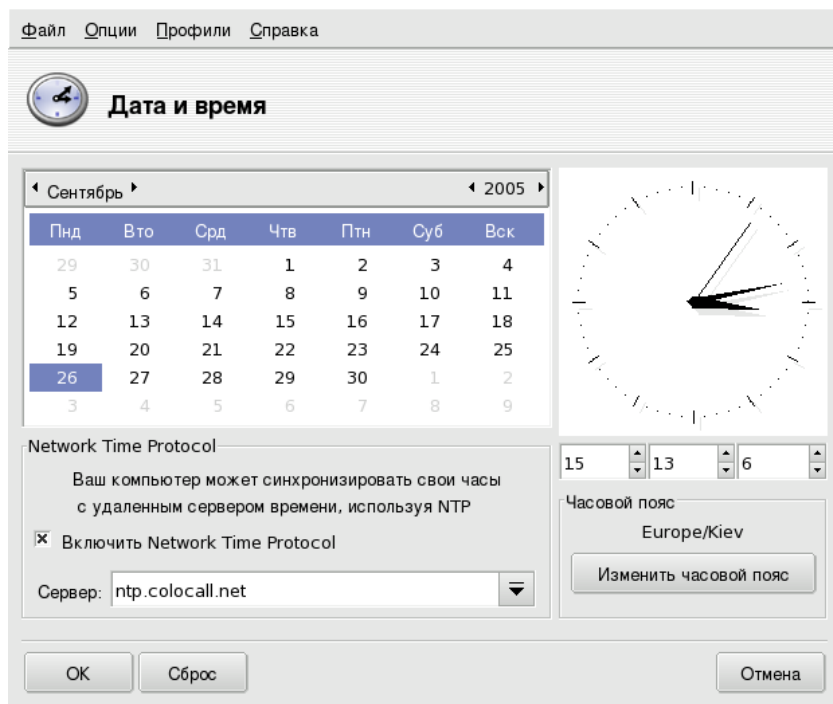 Файл Опции Профили Справка
Дата и время
Сентябрь 2005
Пнд Вто Срд Чтв Птн Суб Вск
29 30 31 1 2 3 4
5 6 7 8 9 10 11
12 13 14 15 16 17 18
19 20 21 22 23 24 25
26 27 28 29 30 1 2
3 4 5 6 7 8 9
15 13 6
Network Time Protocol
Ваш компьютер может синхронизировать свои часы
с удаленным сервером времени, используя NTP
Включить Network Time Protocol
Сервер: ntp.colocall.net
Часовой пояс
Europe/Kiev
Изменить часовой пояс
OK Сброс Отмена